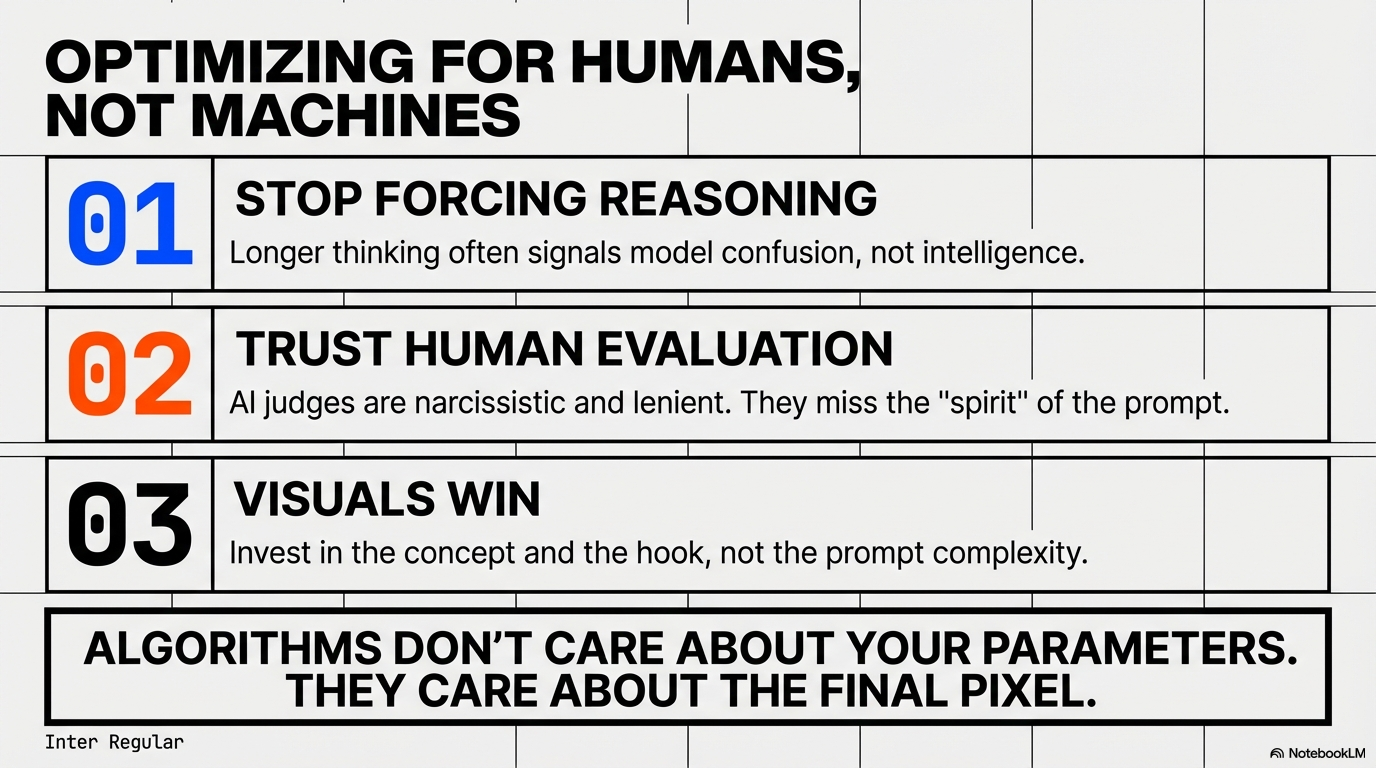 OPTIMIZING FOR HUMANS,
NOT MACHINES
01
STOP FORCING REASONING
Longer thinking often signals model confusion, not intelligence.
02
TRUST HUMAN EVALUATION
AI judges are narcissistic and lenient. They miss the "spirit" of the prompt.
03
VISUALS WIN
Invest in the concept and the hook, not the prompt complexity.
ALGORITHMS DON’T CARE ABOUT YOUR PARAMETERS.
THEY CARE ABOUT THE FINAL PIXEL.
Inter Regular
NotebookLM